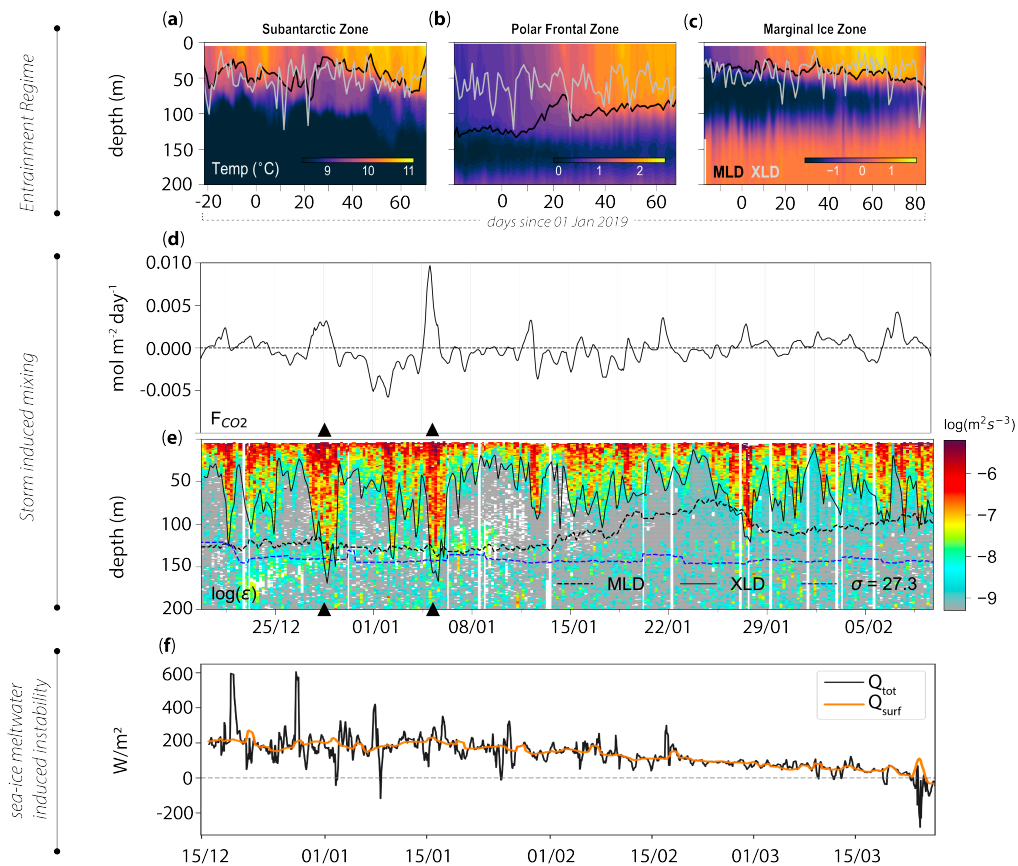 Entrainment Regime
(a)
Subantarctic Zone
(b)
Polar Frontal Zone
(c)
Marginal Ice Zone
depth (m)
0
50
100
150
200
Temp (°C)
9 10 11
0 1 2
MLD XLD
−1 0 1
-20 0 20 40 60
0 20 40 60
0 20 40 60 80
days since 01 Jan 2019
Storm induced mixing
(d)
mol m⁻² day⁻¹
0.010
0.005
0.000
-0.005
FCO2
(e)
depth (m)
50
100
150
200
log(ε)
MLD XLD σ = 27.3
log(m²s⁻³)
−6
−7
−8
−9
25/12 01/01 08/01 15/01 22/01 29/01 05/02
sea-ice meltwater
induced instability
(f)
W/m²
600
400
200
0
-200
Qtot
Qsurf
15/12 01/01 15/01 01/02 15/02 01/03 15/03